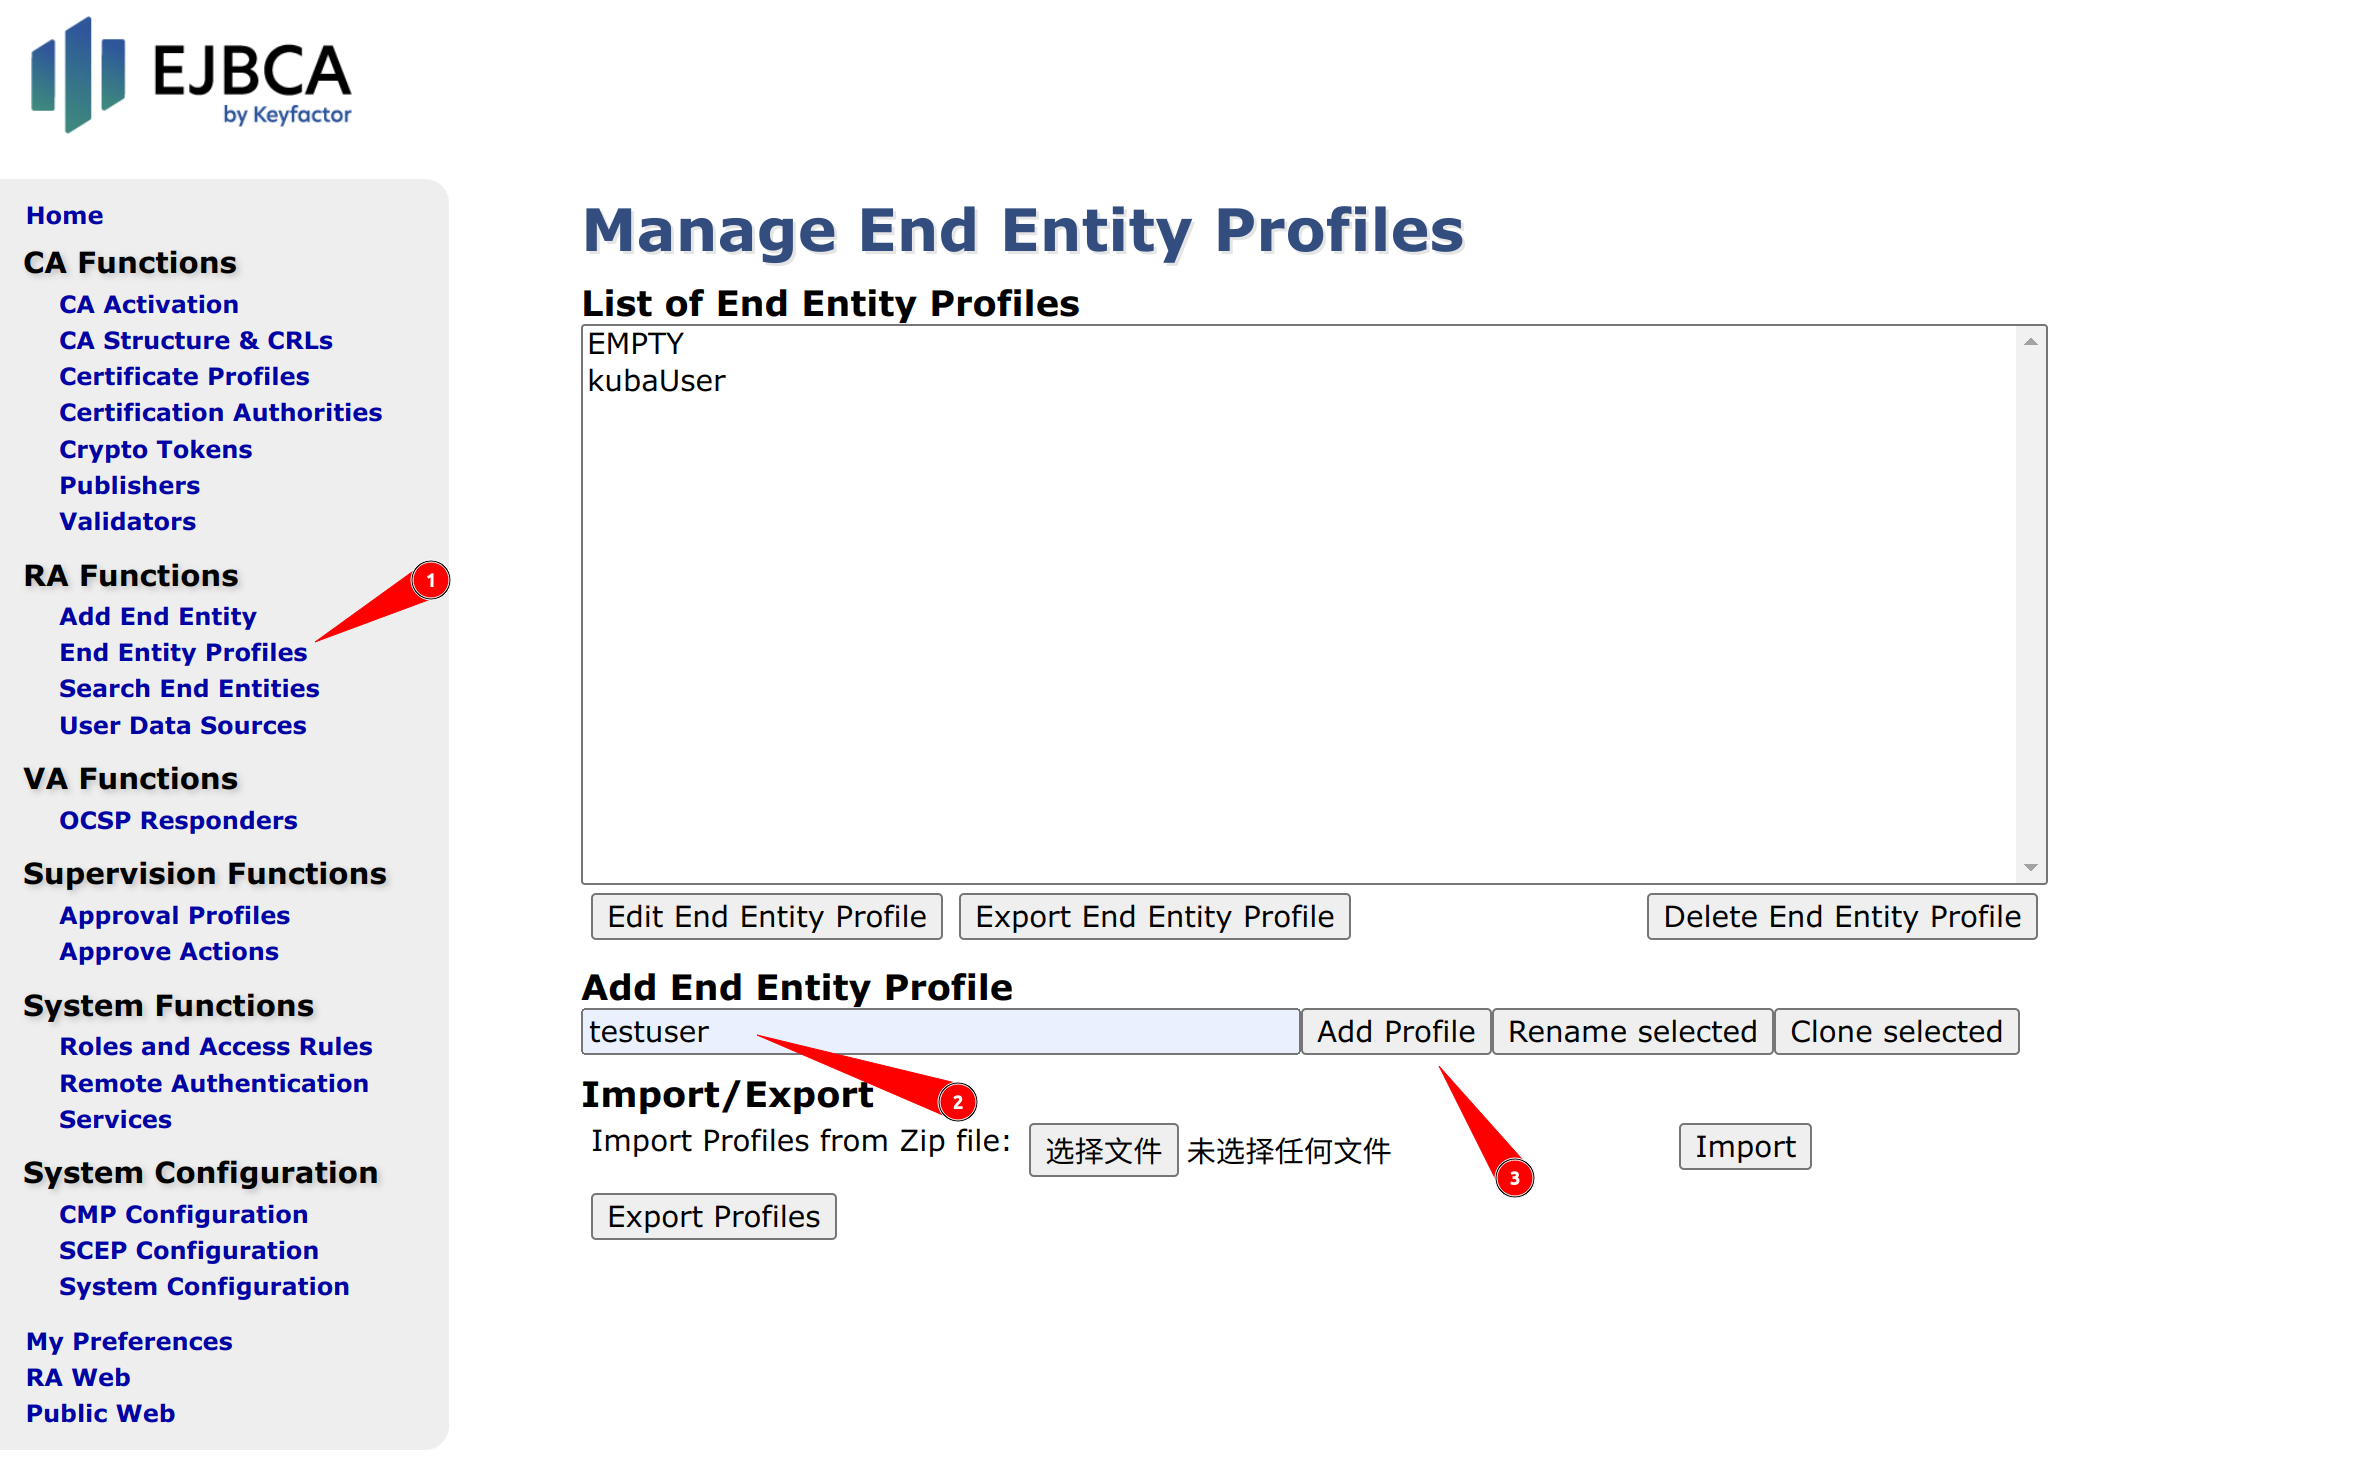 EJBCA
by Keyfactor
Home
CA Functions
CA Activation
CA Structure & CRLs
Certificate Profiles
Certification Authorities
Crypto Tokens
Publishers
Validators
RA Functions
1
Add End Entity
End Entity Profiles
Search End Entities
User Data Sources
VA Functions
OCSP Responders
Supervision Functions
Approval Profiles
Approve Actions
System Functions
Roles and Access Rules
Remote Authentication
Services
System Configuration
CMP Configuration
SCEP Configuration
System Configuration
My Preferences
RA Web
Public Web
Manage End Entity Profiles
List of End Entity Profiles
EMPTY
kubaUser
Edit End Entity Profile Export End Entity Profile Delete End Entity Profile
Add End Entity Profile
testuser Add Profile Rename selected Clone selected
Import/Export 2
Import Profiles from Zip file: 选择文件 未选择任何文件 Import
3
Export Profiles